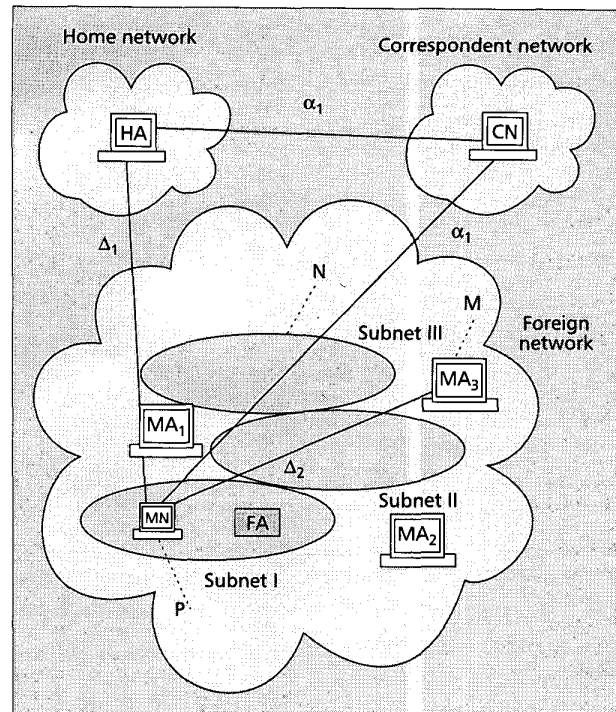 Home network
Correspondent network
α₁
HA
CN
Δ₁
α₁
N
M
Subnet III
Foreign network
MA₃
MA₁
Δ₂
MN
FA
Subnet II
MA₂
Subnet I
P